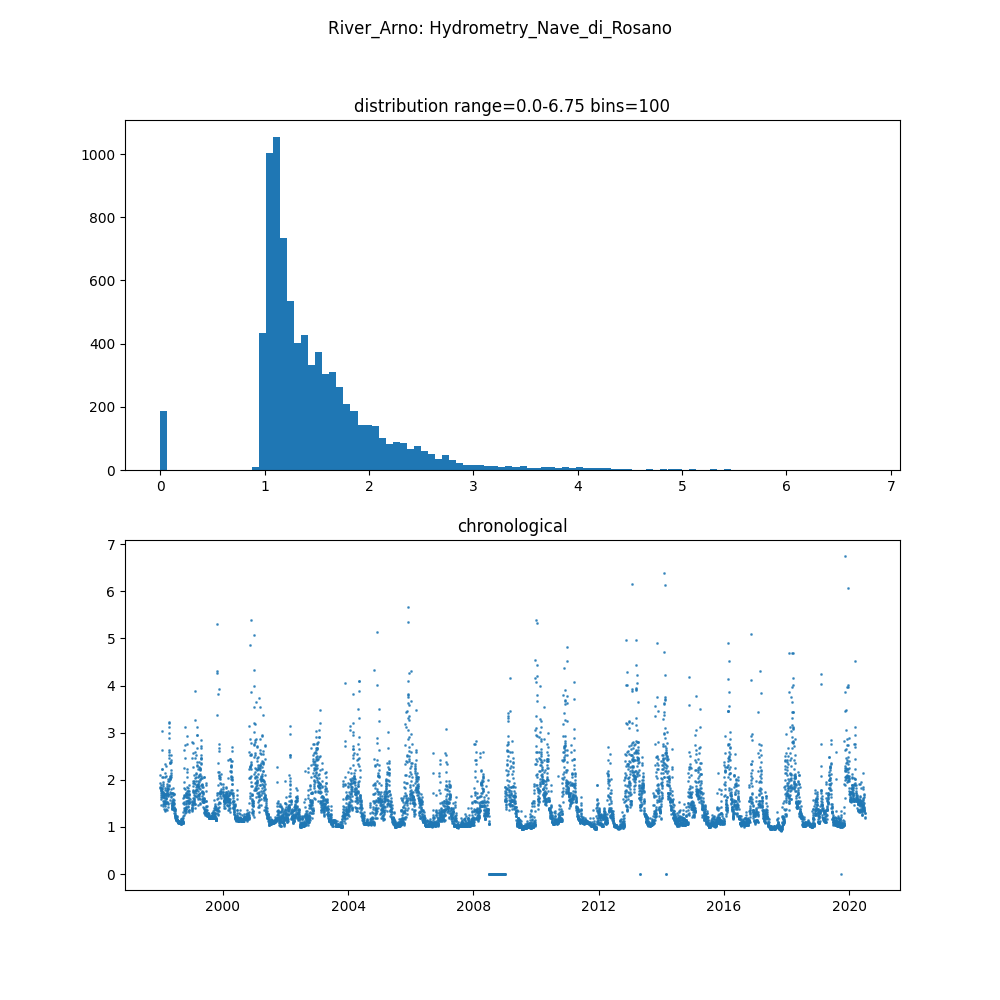 River_Arno: Hydrometry_Nave_di_Rosano
distribution range=0.0-6.75 bins=100
1000
800
600
400
200
0
0 1 2 3 4 5 6 7
chronological
7
6
5
4
3
2
1
0
2000 2004 2008 2012 2016 2020